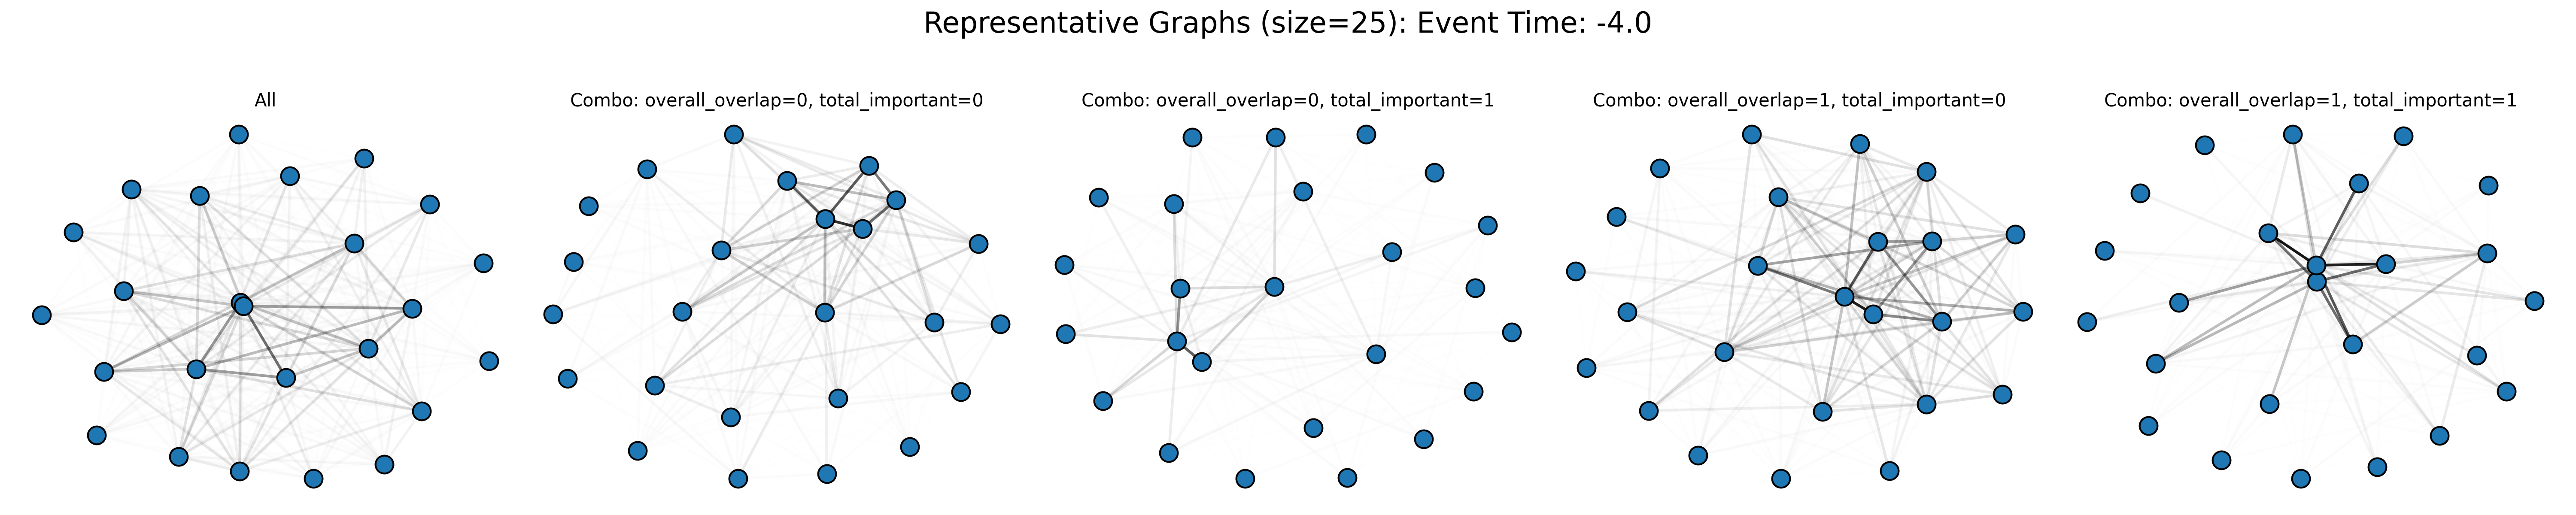 Representative Graphs (size=25): Event Time: -4.0
All
Combo: overall_overlap=0, total_important=0
Combo: overall_overlap=0, total_important=1
Combo: overall_overlap=1, total_important=0
Combo: overall_overlap=1, total_important=1